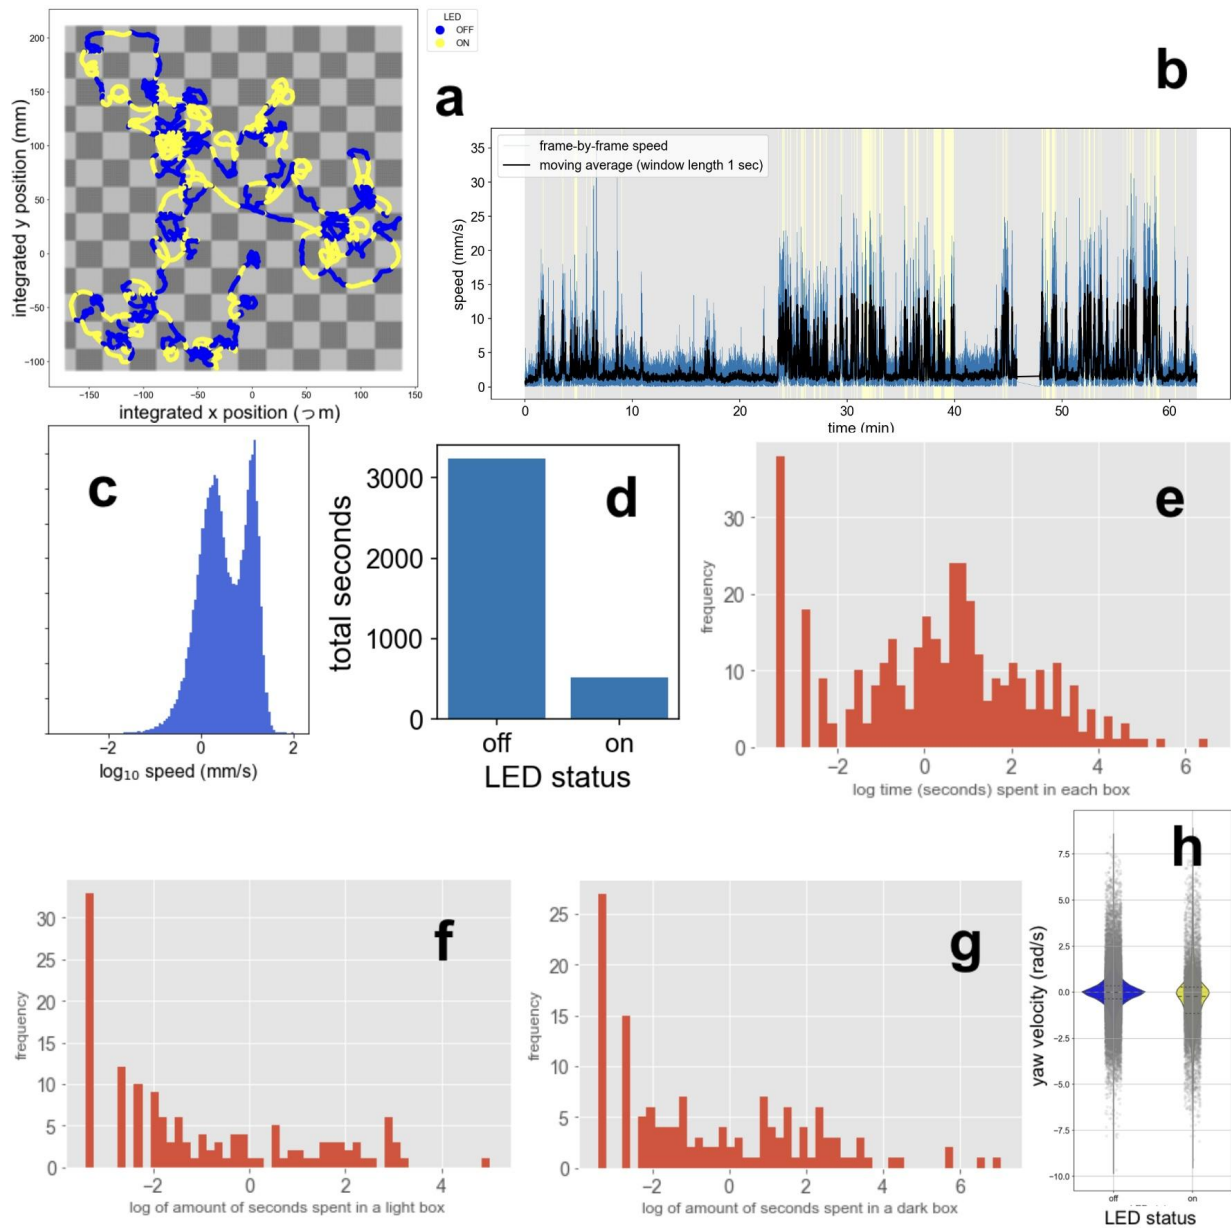 LED
OFF
ON
a
b
c
d
e
f
g
h
200
150
100
50
0
−50
−100
integrated y position (mm)
−150
−100
−50
0
50
100
150
integrated x position (っm)
frame-by-frame speed
moving average (window length 1 sec)
35
30
25
20
15
10
5
0
speed (mm/s)
0
10
20
30
40
50
60
time (min)
−2
0
2
log₁₀ speed (mm/s)
3000
2000
1000
0
total seconds
off
on
LED status
30
20
10
0
frequency
−2
0
2
4
6
log time (seconds) spent in each box
30
25
20
15
10
5
0
frequency
−2
0
2
4
log of amount of seconds spent in a light box
25
20
15
10
5
0
frequency
−2
0
2
4
6
log of amount of seconds spent in a dark box
7.5
5.0
2.5
0.0
−2.5
−5.0
−7.5
−10.0
yaw velocity (rad/s)
off
on
LED status